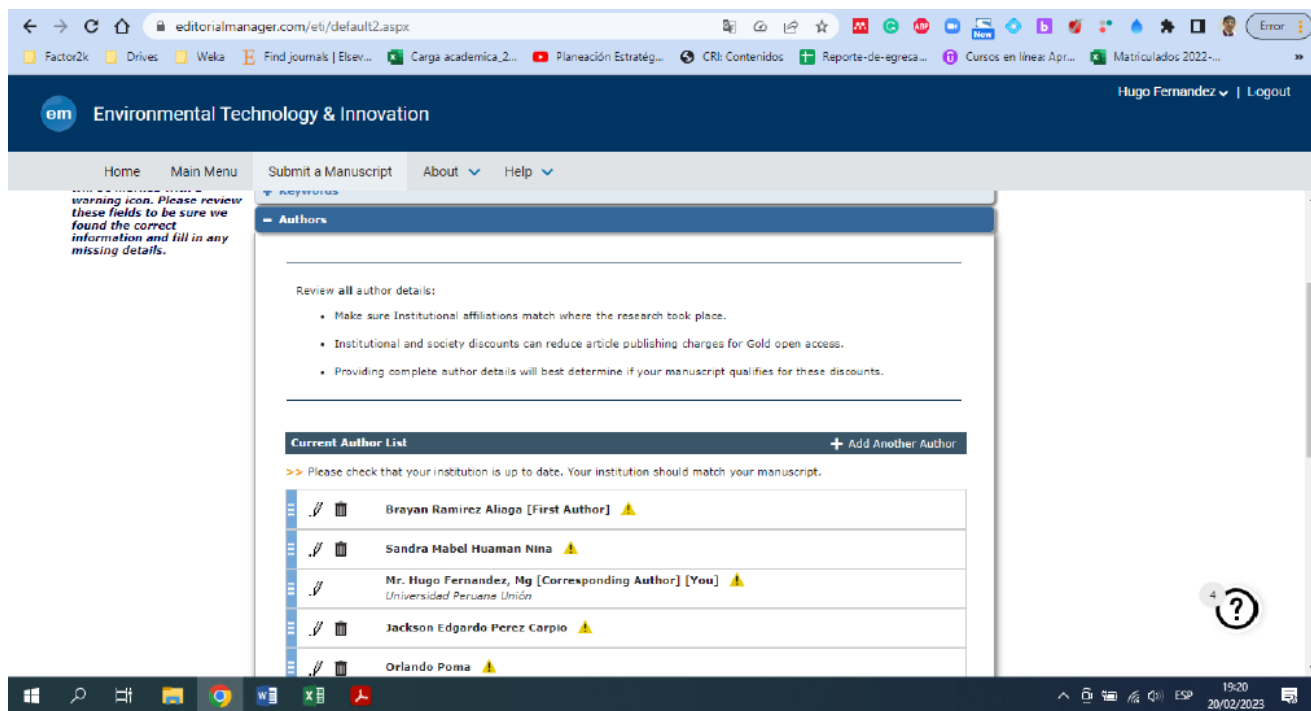 editorialmanager.com/eti/default2.aspx
New
Error
Factor2k
Drives
Weka
Find journals | Elsev...
Carga academica_2...
Planeación Estratég...
CRI: Contenidos
Reporte-de-egresa...
Cursos en línea: Apr...
Matriculados 2022-...
»
em
Environmental Technology & Innovation
Hugo Fernandez | Logout
Home
Main Menu
Submit a Manuscript
About
Help
warning icon. Please review
these fields to be sure we
found the correct
information and fill in any
missing details.
+ Keywords
− Authors
Review all author details:
• Make sure Institutional affiliations match where the research took place.
• Institutional and society discounts can reduce article publishing charges for Gold open access.
• Providing complete author details will best determine if your manuscript qualifies for these discounts.
Current Author List
+ Add Another Author
>> Please check that your institution is up to date. Your institution should match your manuscript.
Brayan Ramirez Aliaga [First Author]
Sandra Mabel Huaman Nina
Mr. Hugo Fernandez, Mg [Corresponding Author] [You]
Universidad Peruana Unión
Jackson Edgardo Perez Carpio
Orlando Poma
4
?
ESP
19:20
20/02/2023